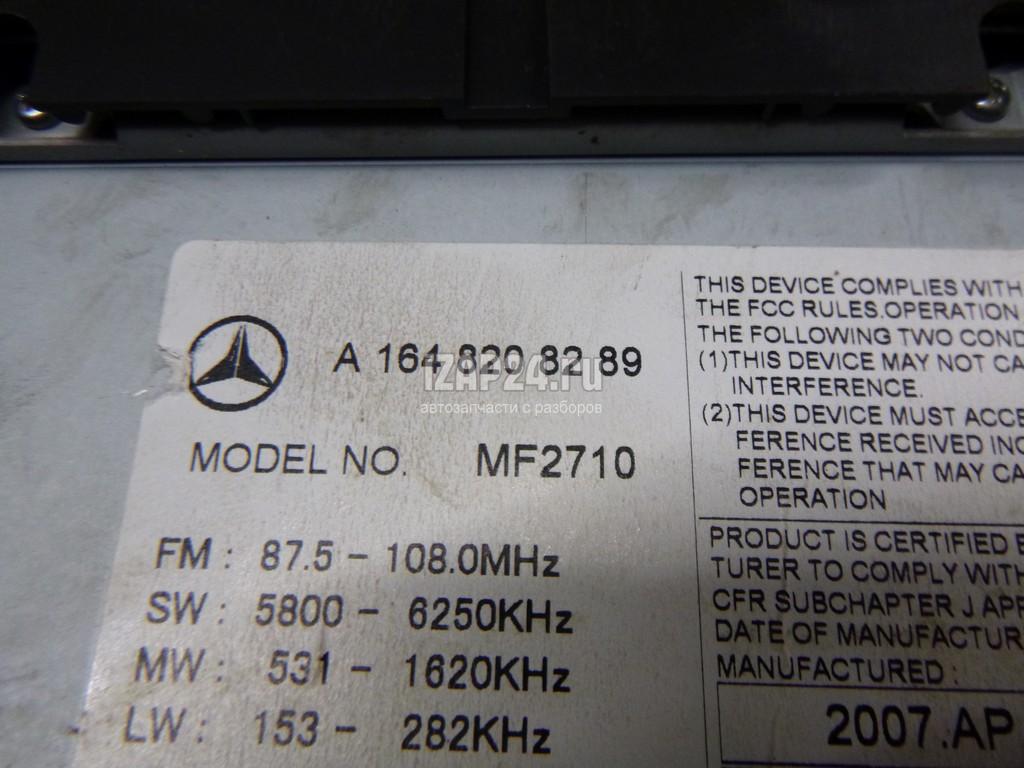 A 164 820 82 89
1ZAP24.ru
автозапчасти с разборов
MODEL NO. MF2710
FM : 87.5 - 108.0MHz
SW : 5800 - 6250KHz
MW : 531 - 1620KHz
LW : 153 - 282KHz
THIS DEVICE COMPLIES WITH
THE FCC RULES.OPERATION
THE FOLLOWING TWO COND
(1)THIS DEVICE MAY NOT CA
INTERFERENCE.
(2)THIS DEVICE MUST ACCE
FERENCE RECEIVED INC
FERENCE THAT MAY CA
OPERATION
PRODUCT IS CERTIFIED B
TURER TO COMPLY WITH
CFR SUBCHAPTER J APP
DATE OF MANUFACTUR
MANUFACTURED :
2007.AP